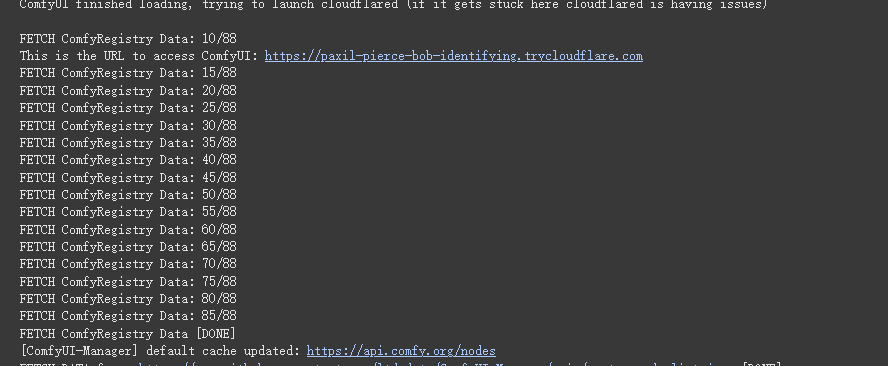 ComfyUI finished loading, trying to launch cloudflared (if it gets stuck here cloudflared is having issues)
FETCH ComfyRegistry Data: 10/88
This is the URL to access ComfyUI: https://paxil-pierce-bob-identifying.trycloudflare.com
FETCH ComfyRegistry Data: 15/88
FETCH ComfyRegistry Data: 20/88
FETCH ComfyRegistry Data: 25/88
FETCH ComfyRegistry Data: 30/88
FETCH ComfyRegistry Data: 35/88
FETCH ComfyRegistry Data: 40/88
FETCH ComfyRegistry Data: 45/88
FETCH ComfyRegistry Data: 50/88
FETCH ComfyRegistry Data: 55/88
FETCH ComfyRegistry Data: 60/88
FETCH ComfyRegistry Data: 65/88
FETCH ComfyRegistry Data: 70/88
FETCH ComfyRegistry Data: 75/88
FETCH ComfyRegistry Data: 80/88
FETCH ComfyRegistry Data: 85/88
FETCH ComfyRegistry Data [DONE]
[ComfyUI-Manager] default cache updated: https://api.comfy.org/nodes